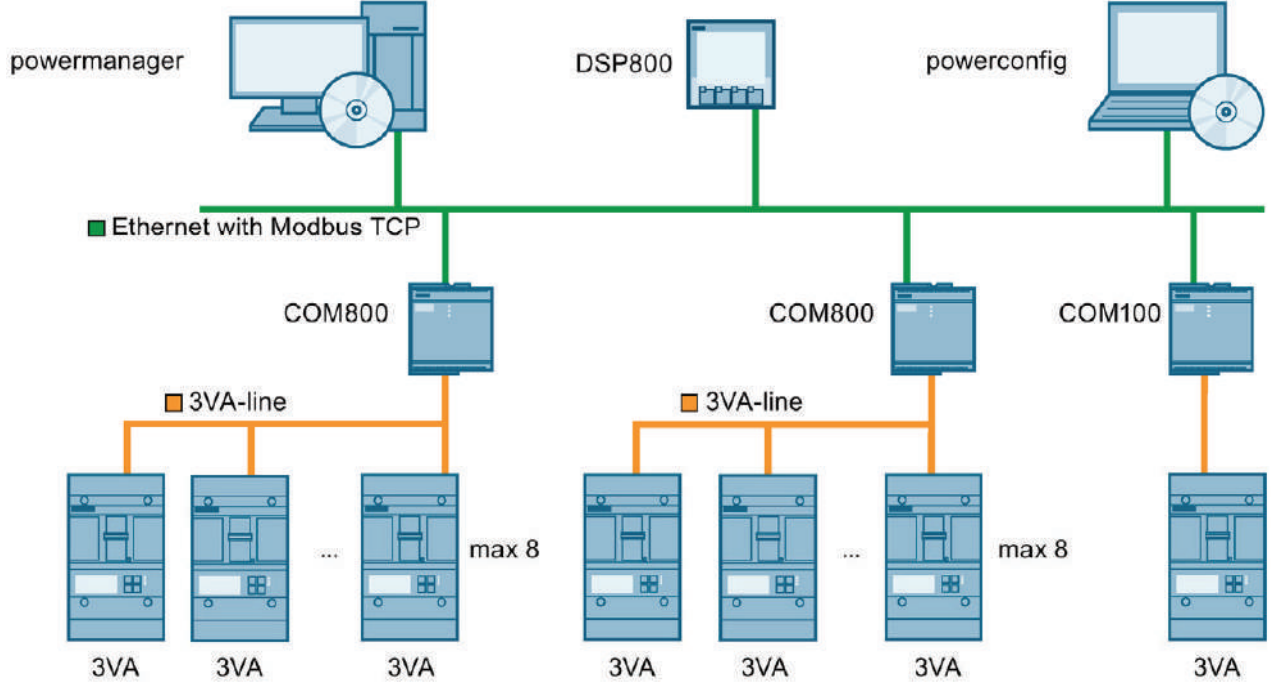 powermanager
DSP800
powerconfig
Ethernet with Modbus TCP
COM800
COM800
COM100
3VA-line
3VA-line
...
max 8
...
max 8
3VA
3VA
3VA
3VA
3VA
3VA
3VA